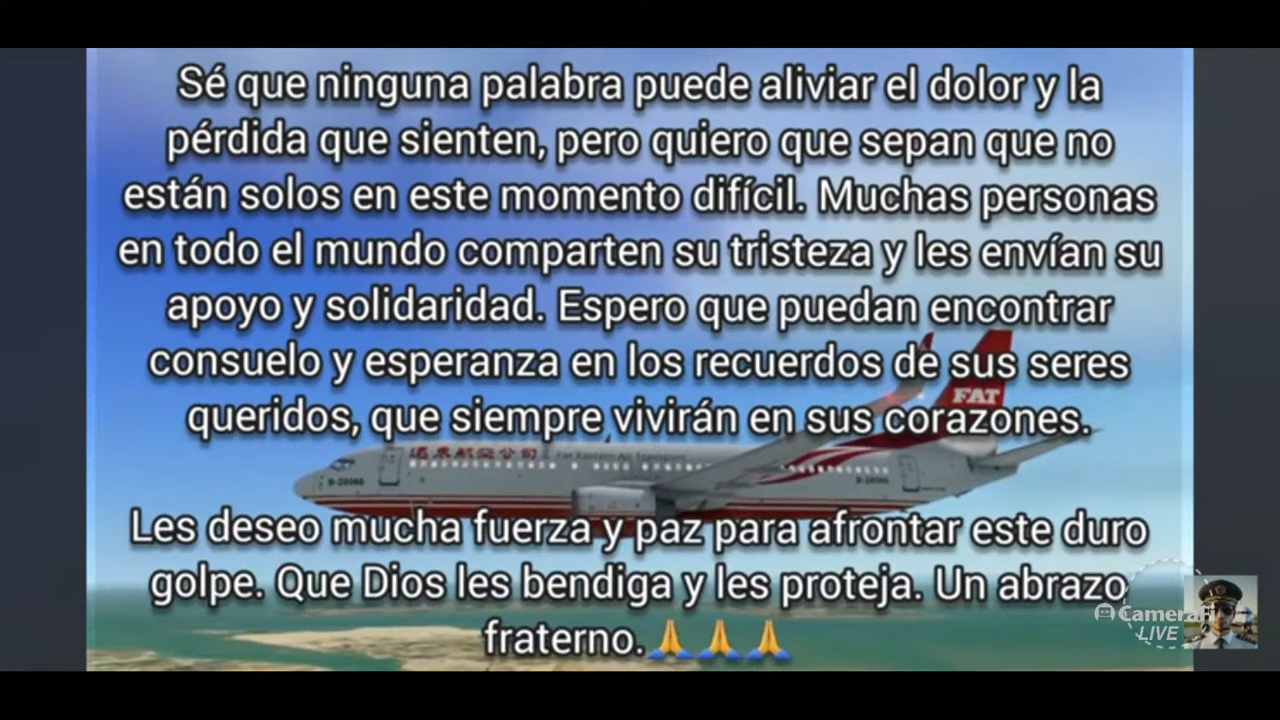 Sé que ninguna palabra puede aliviar el dolor y la
pérdida que sienten, pero quiero que sepan que no
están solos en este momento difícil. Muchas personas
en todo el mundo comparten su tristeza y les envían su
apoyo y solidaridad. Espero que puedan encontrar
consuelo y esperanza en los recuerdos de sus seres
queridos, que siempre vivirán en sus corazones.
FAT
遠東航空公司 Far Eastern Air Transport
B-28066
B-28066
Les deseo mucha fuerza y paz para afrontar este duro
golpe. Que Dios les bendiga y les proteja. Un abrazo
fraterno.🙏🙏🙏
CameraFi
LIVE